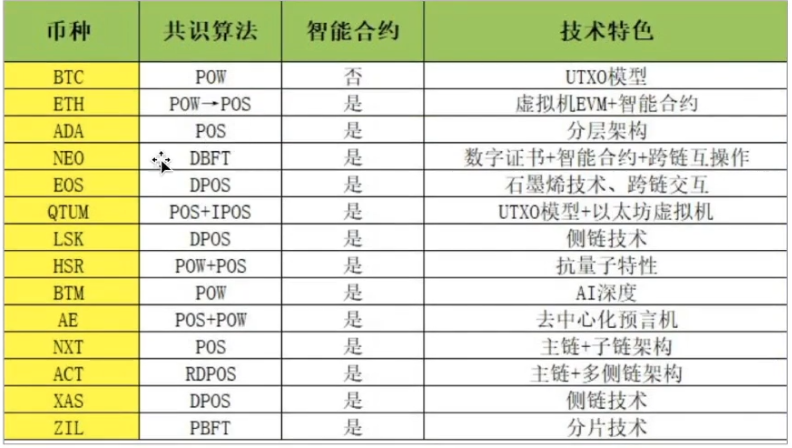 币种 共识算法 智能合约 技术特色
BTC POW 否 UTXO模型
ETH POW→POS 是 虚拟机EVM+智能合约
ADA POS 是 分层架构
NEO DBFT 是 数字证书+智能合约+跨链互操作
EOS DPOS 是 石墨烯技术、跨链交互
QTUM POS+IPOS 是 UTXO模型+以太坊虚拟机
LSK DPOS 是 侧链技术
HSR POW+POS 是 抗量子特性
BTM POW 是 AI深度
AE POS+POW 是 去中心化预言机
NXT POS 是 主链+子链架构
ACT RDPOS 是 主链+多侧链架构
XAS DPOS 是 侧链技术
ZIL PBFT 是 分片技术